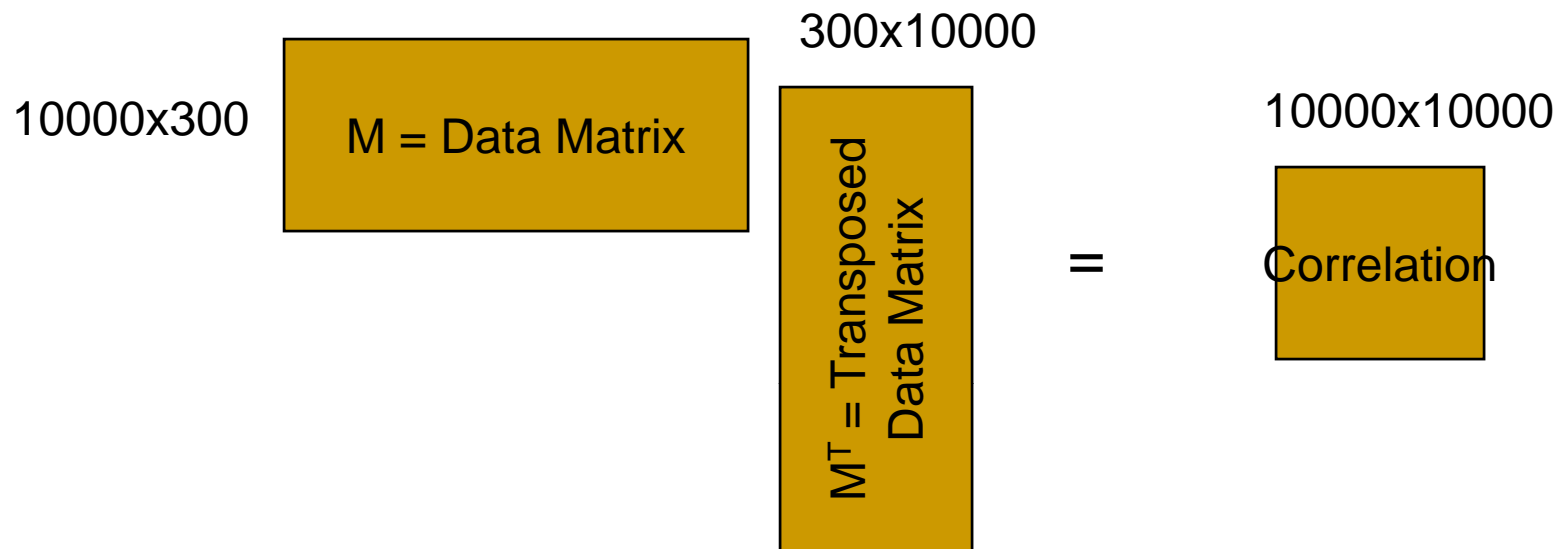 300x10000
10000x300
M = Data Matrix
10000x10000
Mᵀ = Transposed
Data Matrix
=
Correlation